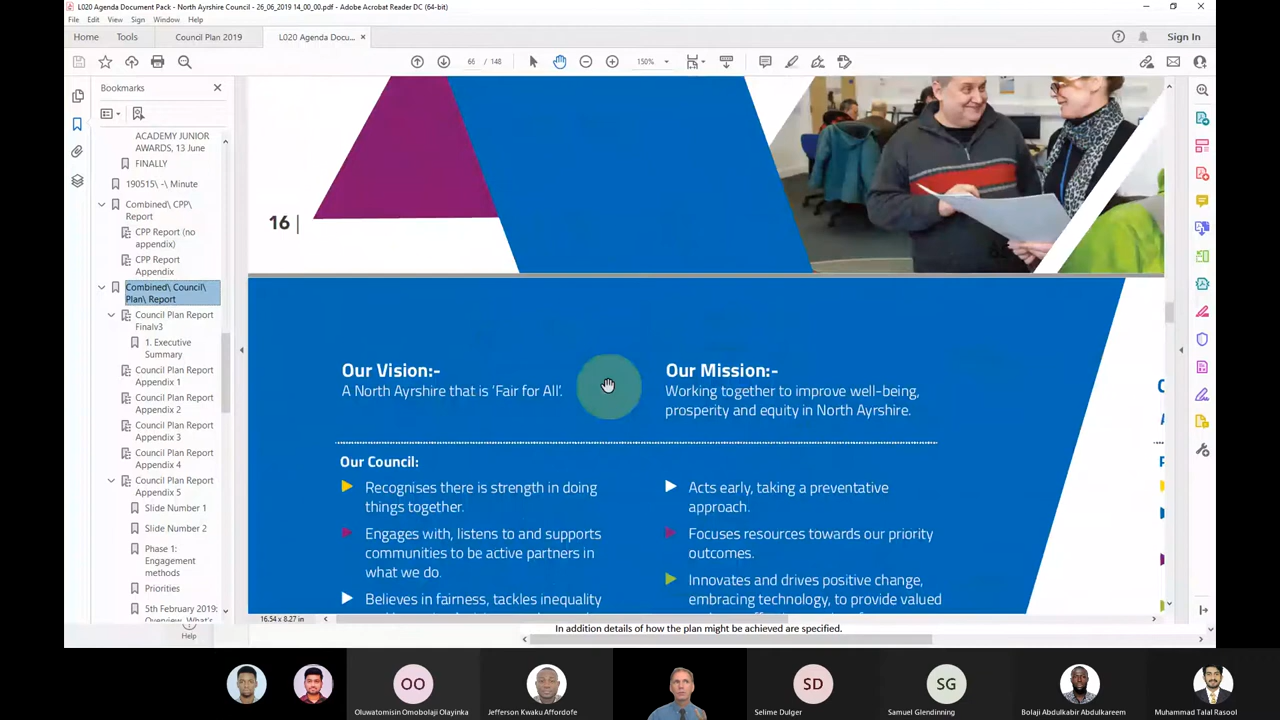 L020 Agenda Document Pack - North Ayrshire Council - 26_06_2019 14_00_00.pdf - Adobe Acrobat Reader DC (64-bit)
File Edit View Sign Window Help
Home Tools Council Plan 2019 L020 Agenda Docu... × Sign In
66 / 148 150%
Bookmarks
ACADEMY JUNIOR
AWARDS, 13 June
FINALLY
190515\ -\ Minute
Combined\ CPP\
Report
CPP Report (no
appendix)
CPP Report
Appendix
Combined\ Council\
Plan\ Report
Council Plan Report
Finalv3
1. Executive
Summary
Council Plan Report
Appendix 1
Council Plan Report
Appendix 2
Council Plan Report
Appendix 3
Council Plan Report
Appendix 4
Council Plan Report
Appendix 5
Slide Number 1
Slide Number 2
Phase 1:
Engagement
methods
Priorities
5th February 2019:
Overview, What's
Help
16 |
Our Vision:-
A North Ayrshire that is 'Fair for All'.
Our Mission:-
Working together to improve well-being,
prosperity and equity in North Ayrshire.
Our Council:
Recognises there is strength in doing
things together.
Engages with, listens to and supports
communities to be active partners in
what we do.
Believes in fairness, tackles inequality
Acts early, taking a preventative
approach.
Focuses resources towards our priority
outcomes.
Innovates and drives positive change,
embracing technology, to provide valued
16.54 x 8.27 in
In addition details of how the plan might be achieved are specified.
OO
SD
SG
Oluwatomisin Omobolaji Olayinka
Jefferson Kwaku Affordofe
Selime Dulger
Samuel Glendinning
Bolaji Abdulkabir Abdulkareem
Muhammad Talal Rasool